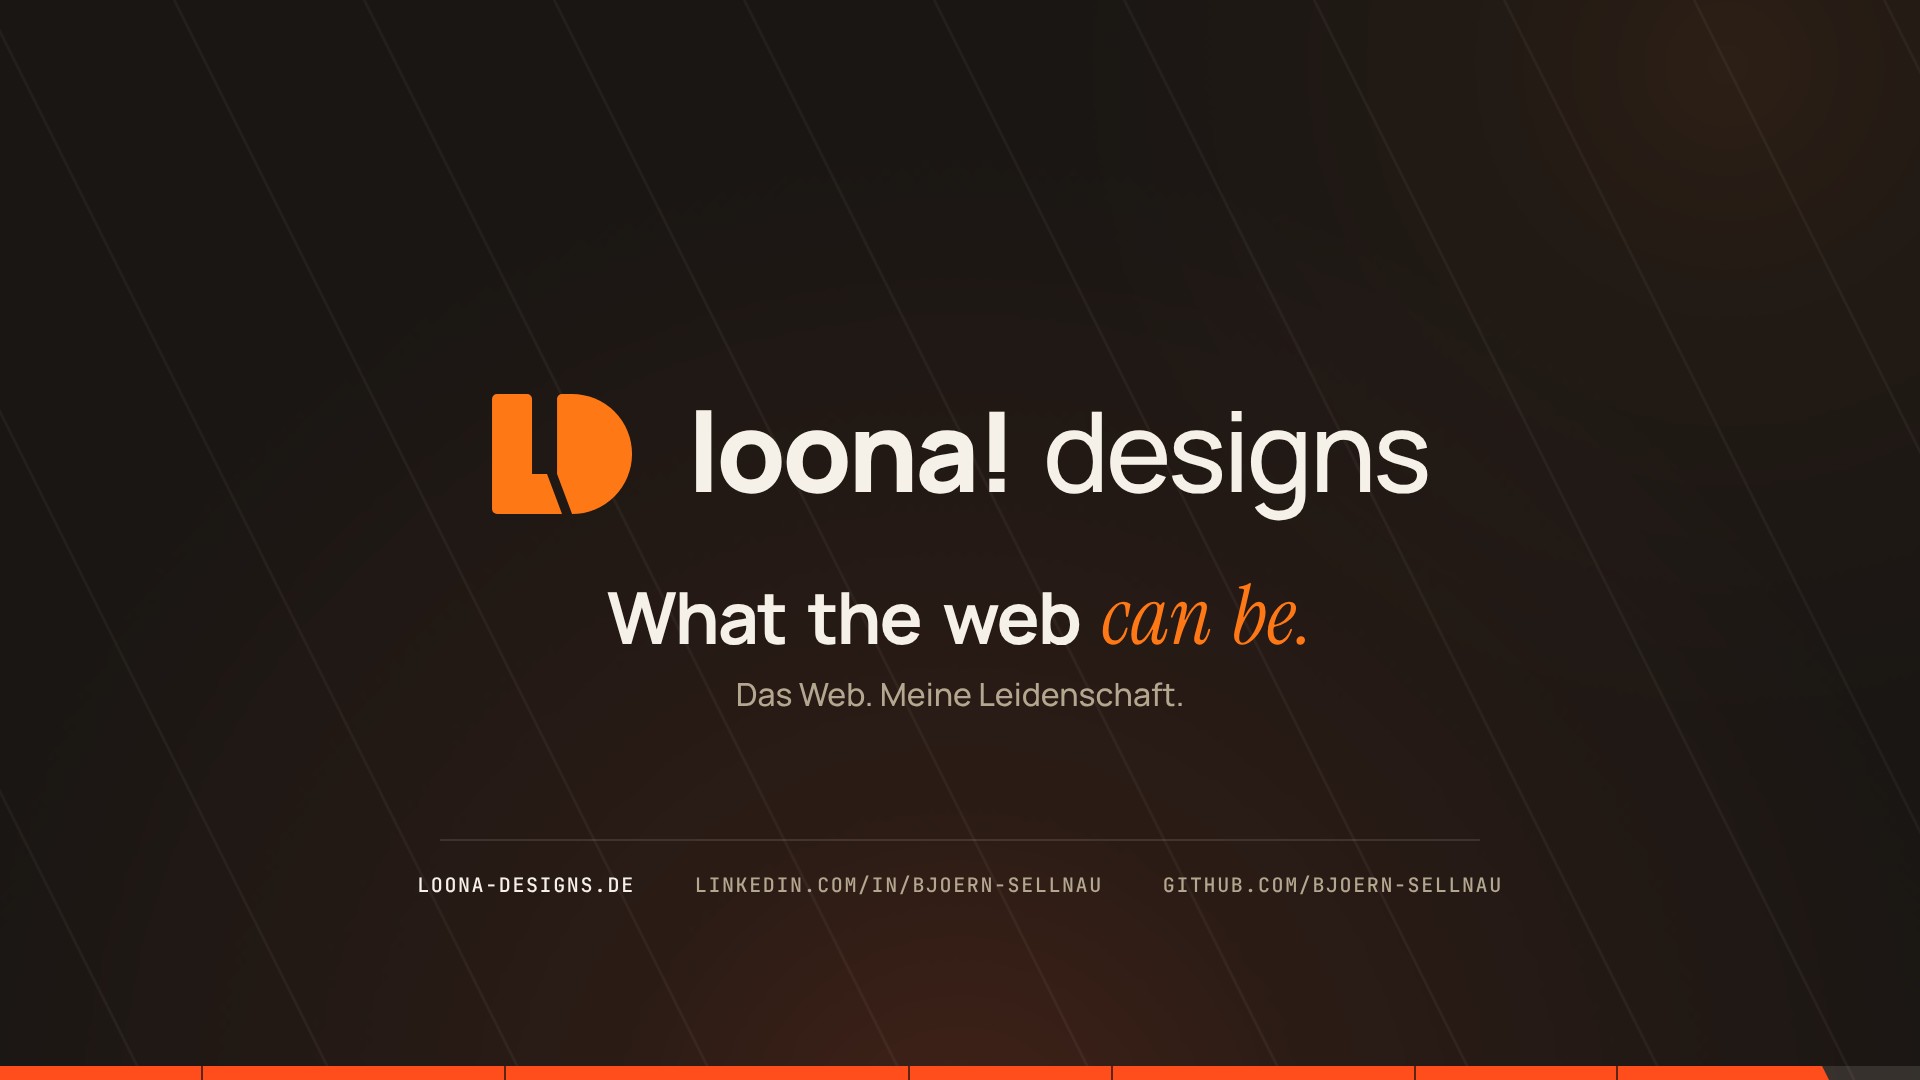 LD loona! designs
What the web can be.
Das Web. Meine Leidenschaft.
LOONA-DESIGNS.DE LINKEDIN.COM/IN/BJOERN-SELLNAU GITHUB.COM/BJOERN-SELLNAU